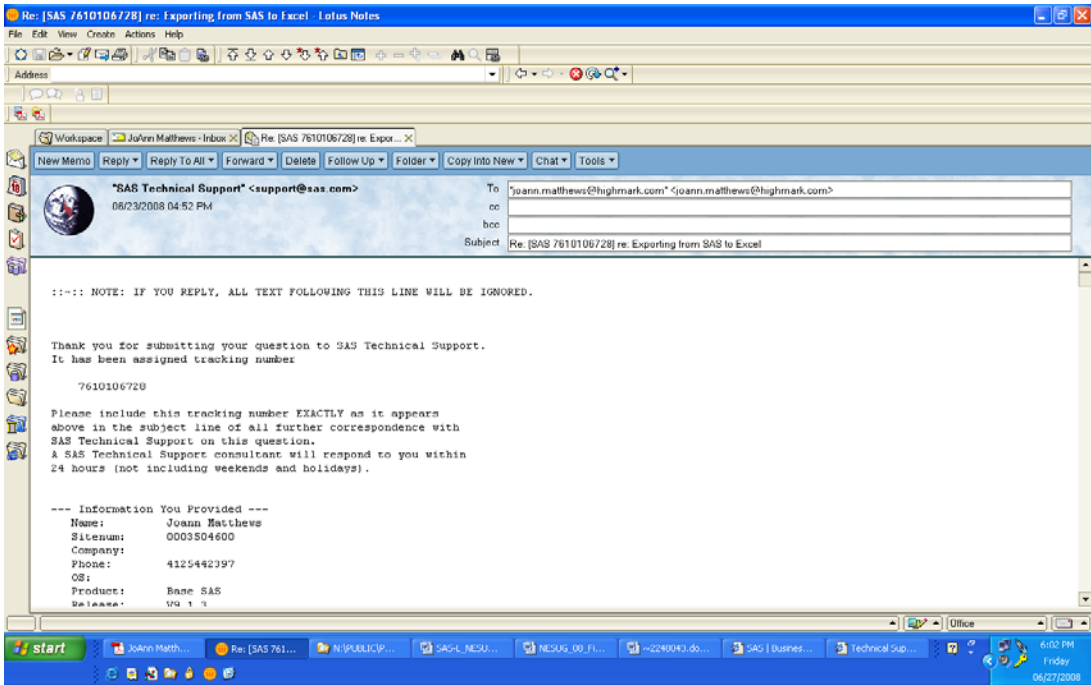 Re: [SAS 7610106728] re: Exporting from SAS to Excel - Lotus Notes
File Edit View Create Actions Help
Address
Workspace JoAnn Matthews - Inbox Re: [SAS 7610106728] re: Expor...
New Memo Reply Reply To All Forward Delete Follow Up Folder Copy Into New Chat Tools
"SAS Technical Support" <support@sas.com>
06/23/2008 04:52 PM
To "joann.matthews@highmark.com" <joann.matthews@highmark.com>
cc
bcc
Subject Re: [SAS 7610106728] re: Exporting from SAS to Excel
::~:: NOTE: IF YOU REPLY, ALL TEXT FOLLOWING THIS LINE WILL BE IGNORED.
Thank you for submitting your question to SAS Technical Support.
It has been assigned tracking number
7610106728
Please include this tracking number EXACTLY as it appears
above in the subject line of all further correspondence with
SAS Technical Support on this question.
A SAS Technical Support consultant will respond to you within
24 hours (not including weekends and holidays).
--- Information You Provided ---
Name: Joann Matthews
Sitenum: 0003504600
Company:
Phone: 4125442397
OS:
Product: Base SAS
Release: V9.1.3
Office
start JoAnn Matth... Re: [SAS 761... N:\PUBLIC\P... SAS-L_NESU... NESUG_08_Fi... ~2240043.do... SAS | Busines... Technical Sup... 6:02 PM
Friday
06/27/2008